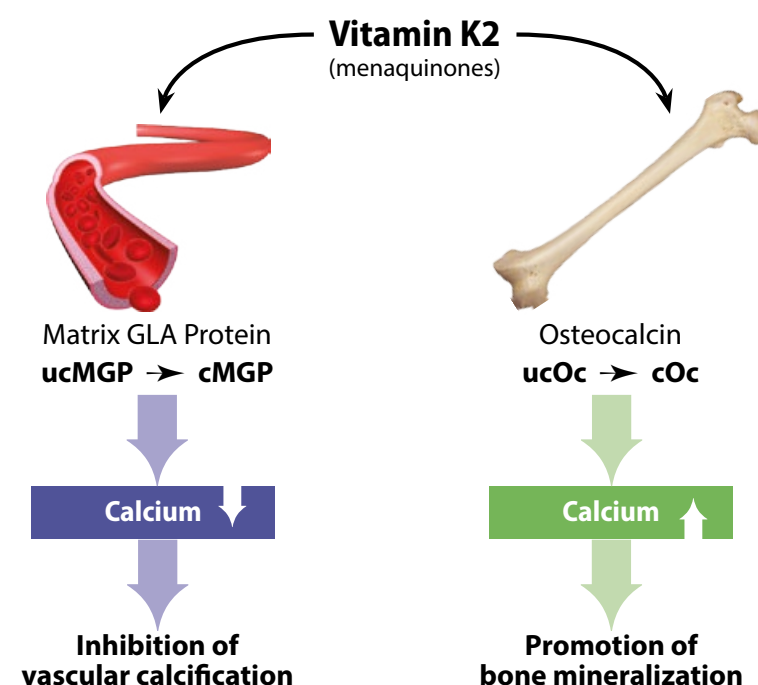 Vitamin K2
(menaquinones)
Matrix GLA Protein
ucMGP → cMGP
Calcium
Inhibition of
vascular calcification
Osteocalcin
ucOc → cOc
Calcium
Promotion of
bone mineralization